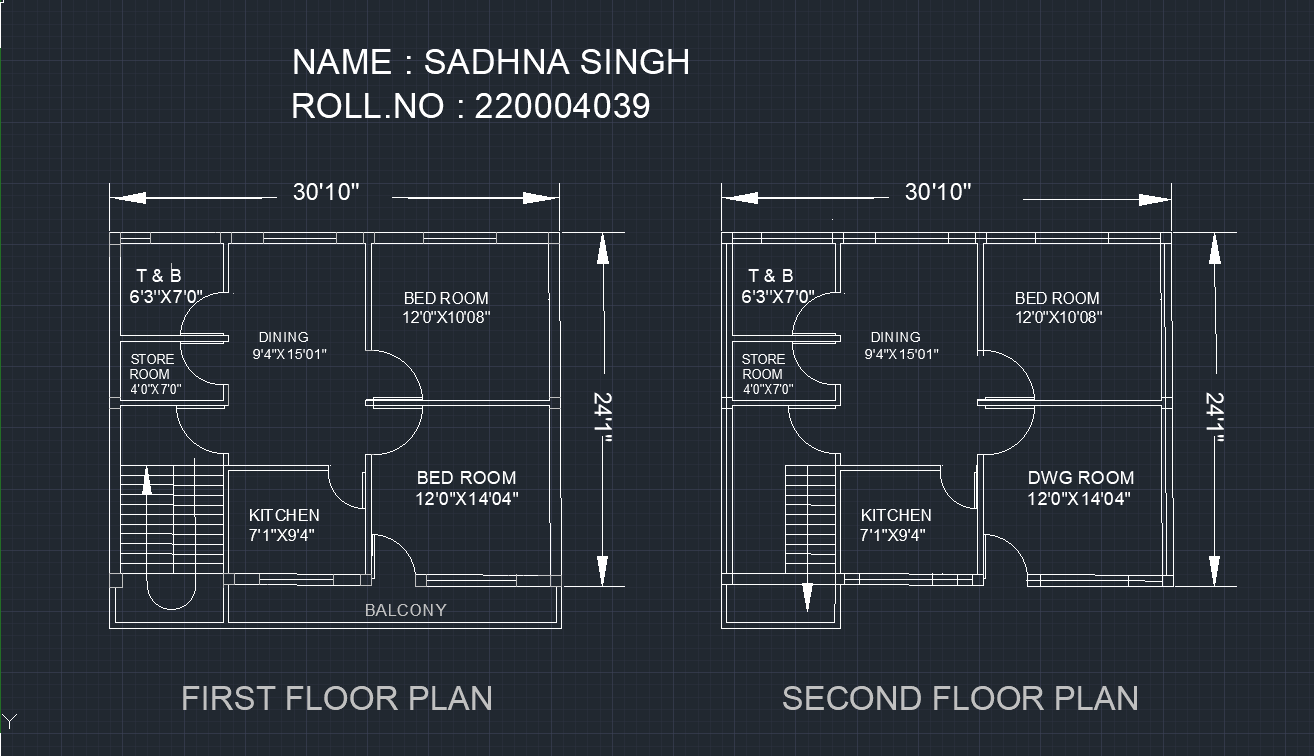 NAME : SADHNA SINGH
ROLL.NO : 220004039
30'10"
T & B
6'3"X7'0"
BED ROOM
12'0"X10'08"
DINING
9'4"X15'01"
STORE
ROOM
4'0"X7'0"
24'1"
BED ROOM
12'0"X14'04"
KITCHEN
7'1"X9'4"
BALCONY
FIRST FLOOR PLAN
30'10"
T & B
6'3"X7'0"
BED ROOM
12'0"X10'08"
DINING
9'4"X15'01"
STORE
ROOM
4'0"X7'0"
24'1"
DWG ROOM
12'0"X14'04"
KITCHEN
7'1"X9'4"
SECOND FLOOR PLAN
Y